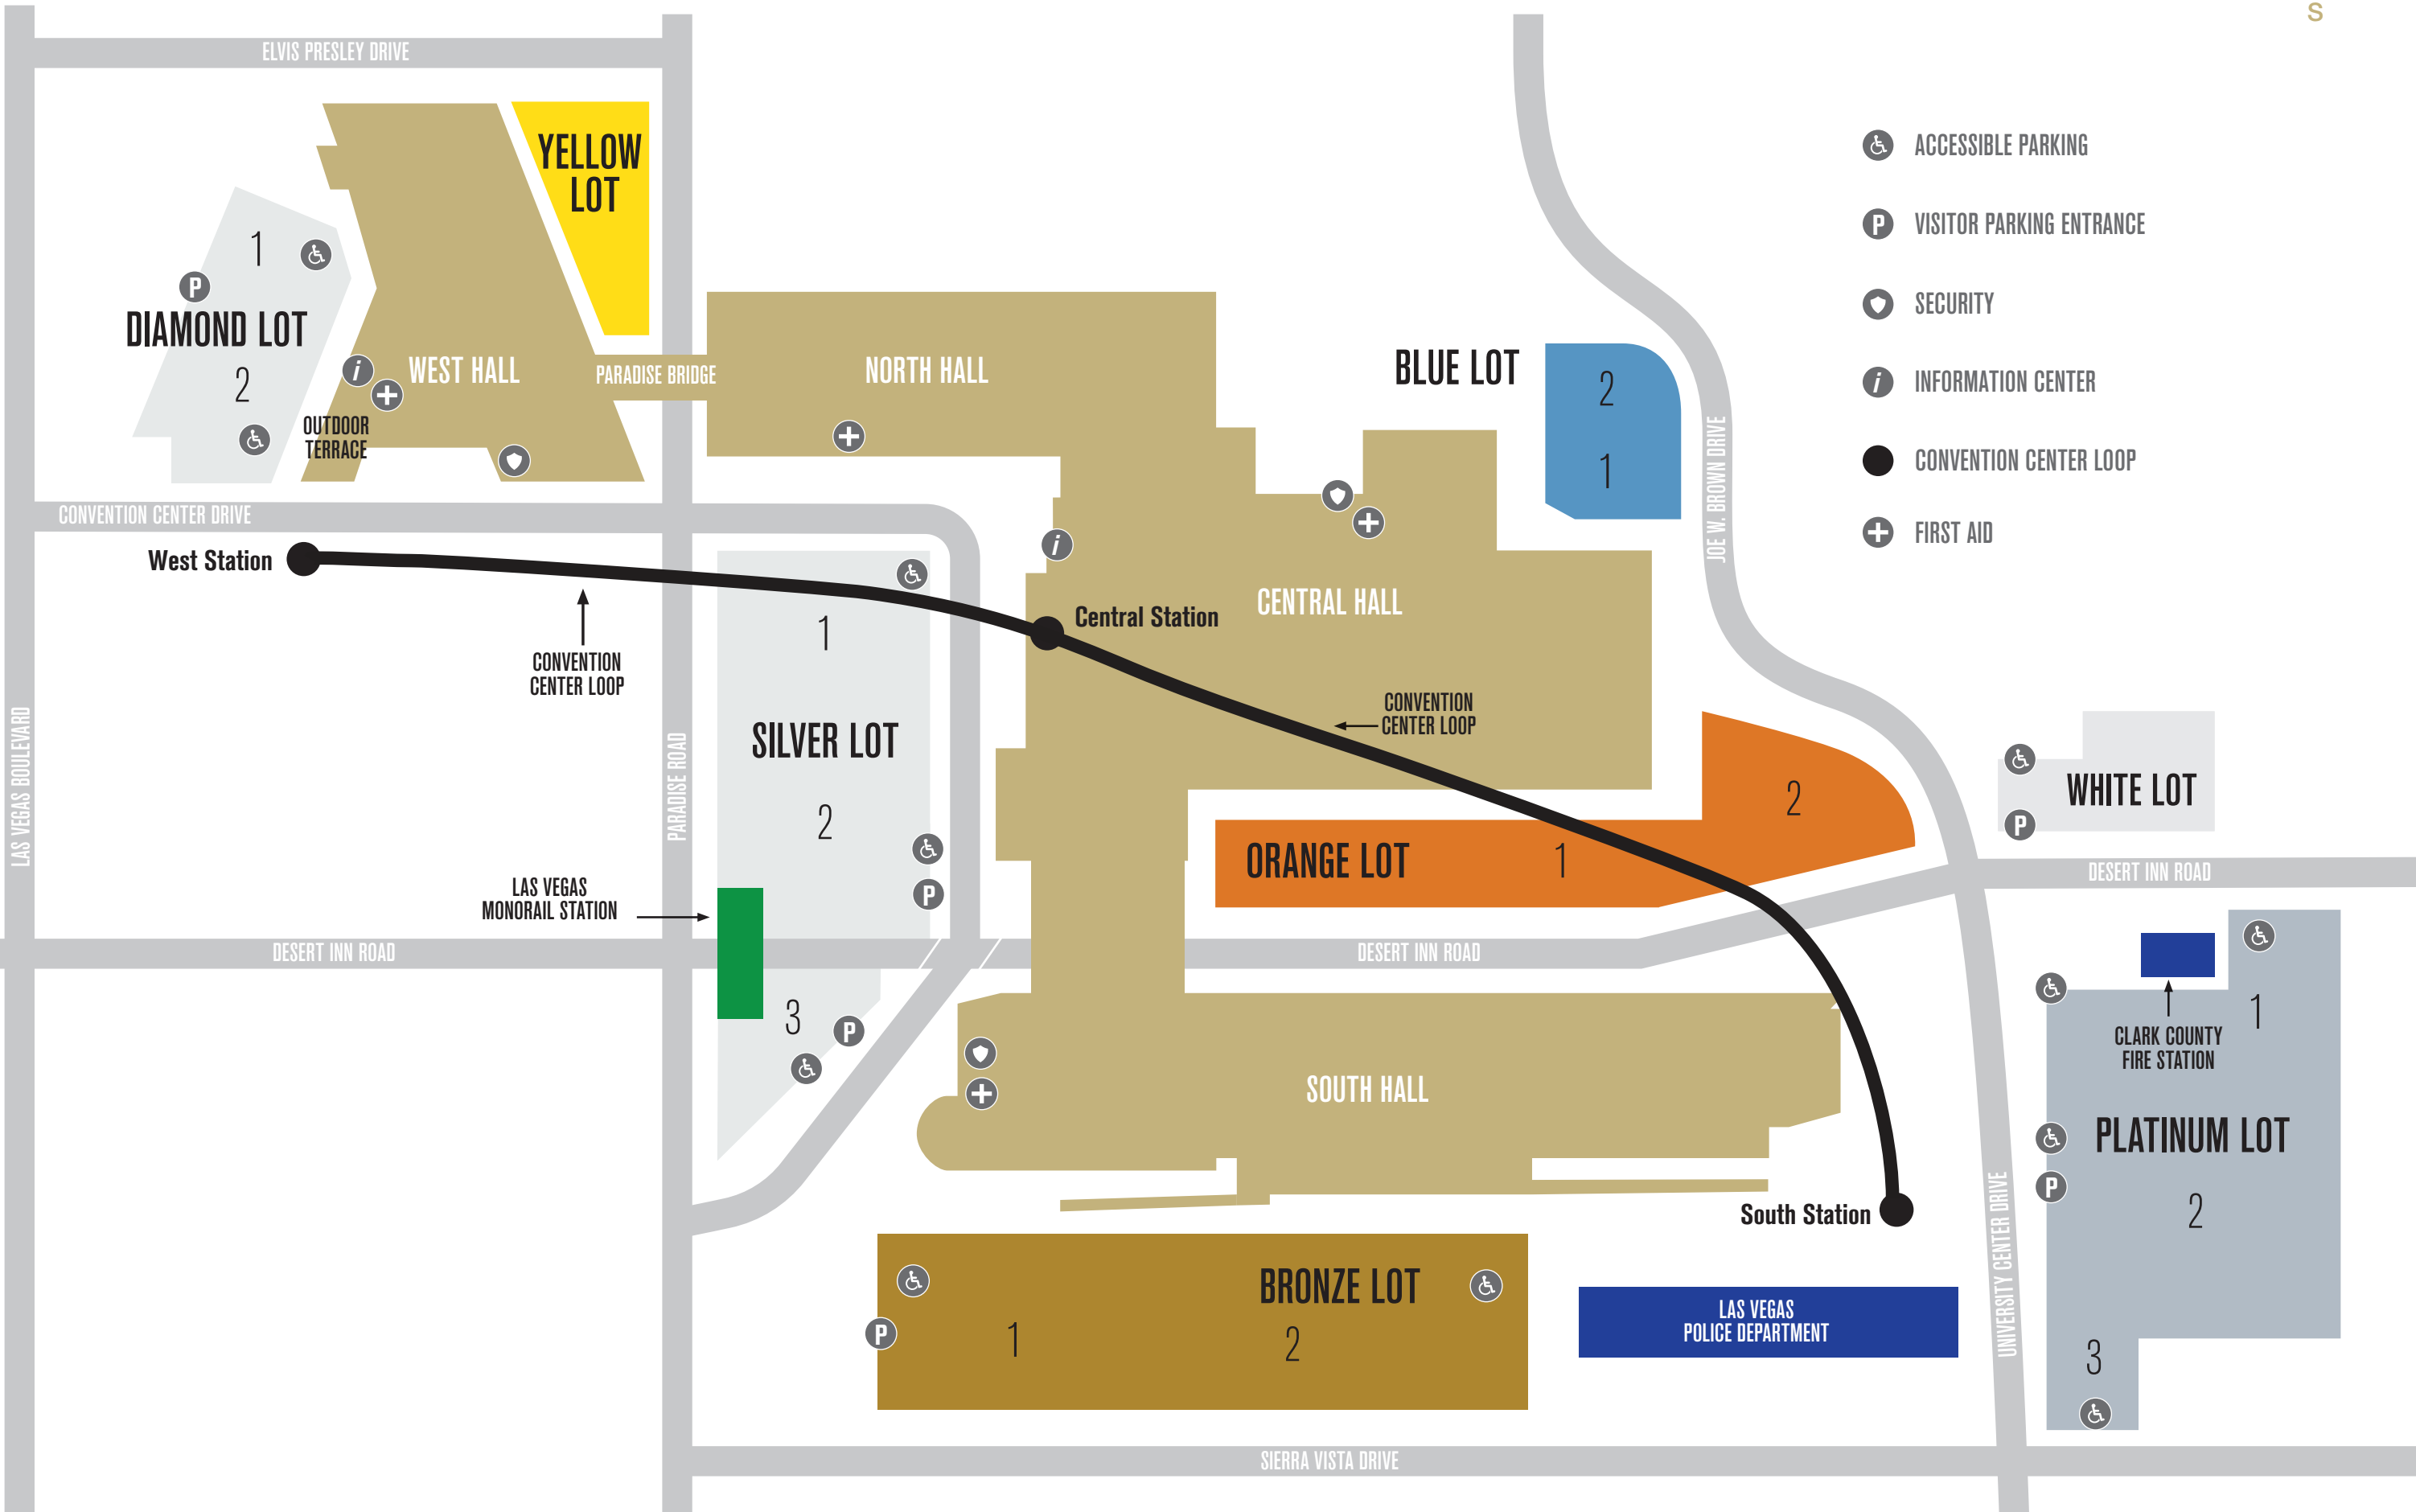 S
ELVIS PRESLEY DRIVE
YELLOW
LOT
ACCESSIBLE PARKING
P VISITOR PARKING ENTRANCE
SECURITY
i INFORMATION CENTER
CONVENTION CENTER LOOP
FIRST AID
1
P
DIAMOND LOT
2
i
WEST HALL
PARADISE BRIDGE
NORTH HALL
OUTDOOR
TERRACE
BLUE LOT
2
1
JOE W. BROWN DRIVE
CONVENTION CENTER DRIVE
West Station
CONVENTION
CENTER LOOP
i
Central Station
CENTRAL HALL
CONVENTION
CENTER LOOP
LAS VEGAS BOULEVARD
PARADISE ROAD
1
SILVER LOT
2
P
LAS VEGAS
MONORAIL STATION
ORANGE LOT
1
2
WHITE LOT
P
DESERT INN ROAD
DESERT INN ROAD
DESERT INN ROAD
3
P
SOUTH HALL
CLARK COUNTY
FIRE STATION
1
PLATINUM LOT
P
2
3
South Station
UNIVERSITY CENTER DRIVE
BRONZE LOT
P
1
2
LAS VEGAS
POLICE DEPARTMENT
SIERRA VISTA DRIVE